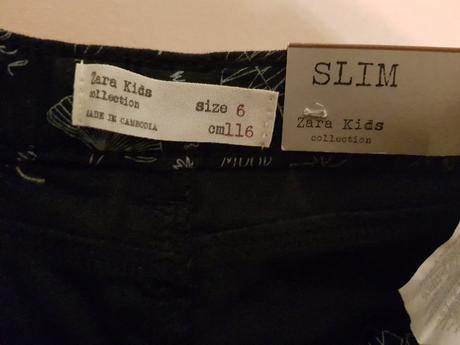 Zara Kids
collection
MADE IN CAMBODIA
size 6
cm116
SLIM
Zara Kids
collection